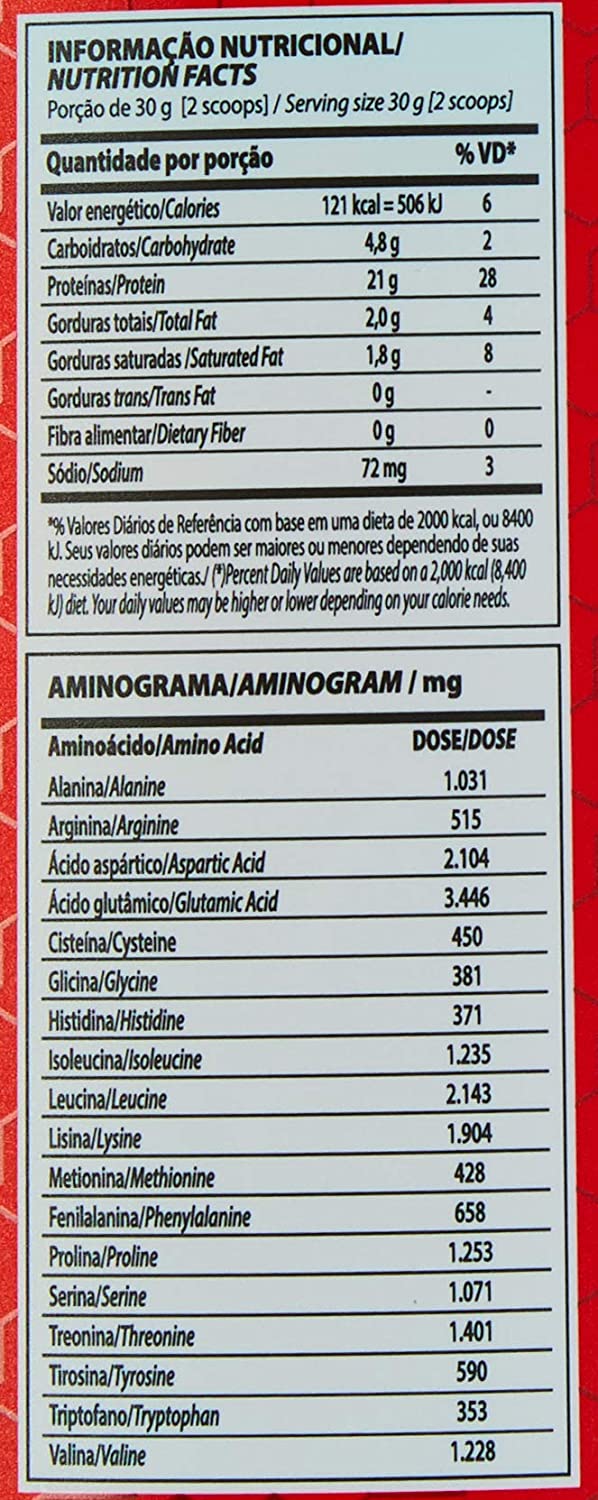 INFORMAÇÃO NUTRICIONAL/
NUTRITION FACTS
Porção de 30 g [2 scoops] / Serving size 30 g [2 scoops]
Quantidade por porção % VD*
Valor energético/Calories 121 kcal = 506 kJ 6
Carboidratos/Carbohydrate 4,8 g 2
Proteínas/Protein 21 g 28
Gorduras totais/Total Fat 2,0 g 4
Gorduras saturadas /Saturated Fat 1,8 g 8
Gorduras trans/Trans Fat 0 g -
Fibra alimentar/Dietary Fiber 0 g 0
Sódio/Sodium 72 mg 3
*% Valores Diários de Referência com base em uma dieta de 2000 kcal, ou 8400
kJ. Seus valores diários podem ser maiores ou menores dependendo de suas
necessidades energéticas./ (*)Percent Daily Values are based on a 2,000 kcal (8,400
kJ) diet. Your daily values may be higher or lower depending on your calorie needs.
AMINOGRAMA/AMINOGRAM / mg
Aminoácido/Amino Acid DOSE/DOSE
Alanina/Alanine 1.031
Arginina/Arginine 515
Ácido aspártico/Aspartic Acid 2.104
Ácido glutâmico/Glutamic Acid 3.446
Cisteína/Cysteine 450
Glicina/Glycine 381
Histidina/Histidine 371
Isoleucina/Isoleucine 1.235
Leucina/Leucine 2.143
Lisina/Lysine 1.904
Metionina/Methionine 428
Fenilalanina/Phenylalanine 658
Prolina/Proline 1.253
Serina/Serine 1.071
Treonina/Threonine 1.401
Tirosina/Tyrosine 590
Triptofano/Tryptophan 353
Valina/Valine 1.228